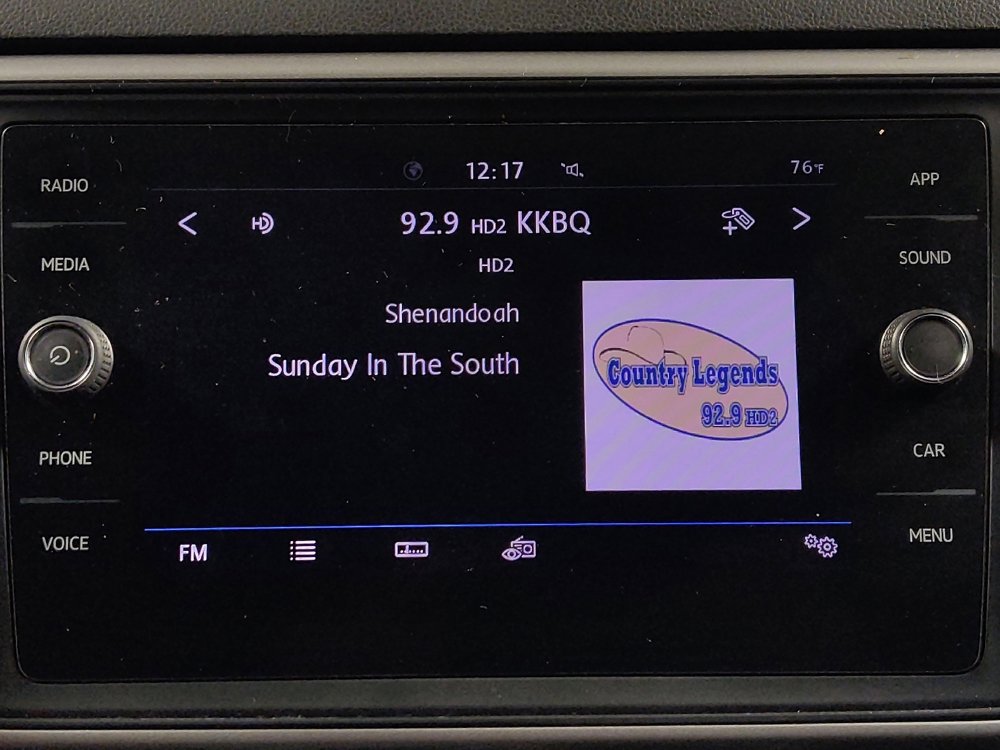 12:17 76°F
RADIO
APP
92.9 HD2 KKBQ
HD
MEDIA
HD2
SOUND
Shenandoah
Sunday In The South
Country Legends
92.9 HD2
PHONE
CAR
VOICE
MENU
FM